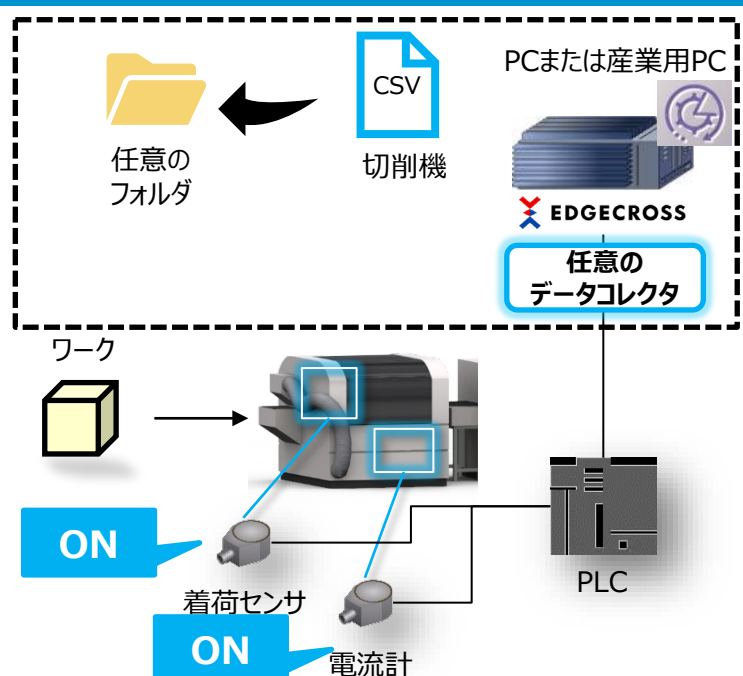 CSV
PCまたは産業用PC
任意の
フォルダ
切削機
EDGECROSS
任意の
データコレクタ
ワーク
ON
着荷センサ
PLC
ON
電流計